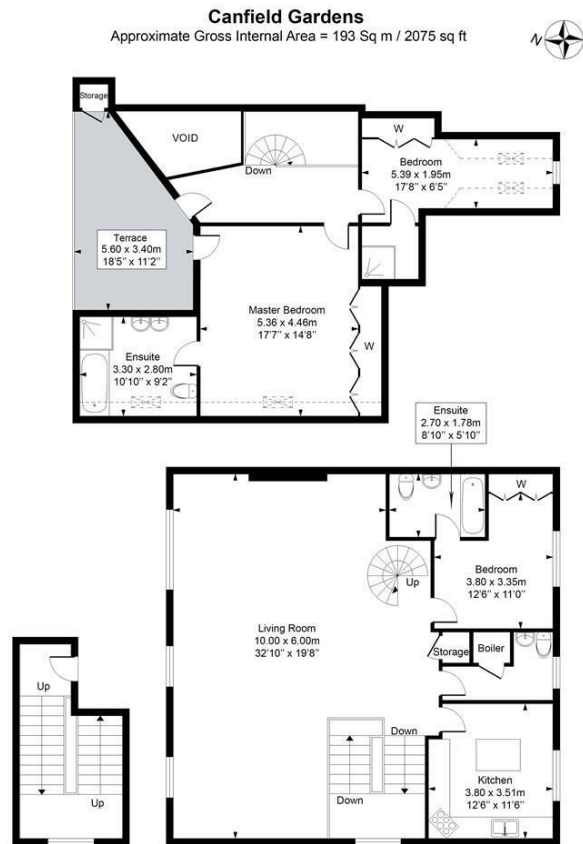 Canfield Gardens
Approximate Gross Internal Area = 193 Sq m / 2075 sq ft
N
Storage
VOID
Down
W
Bedroom
5.39 x 1.95m
17'8" x 6'5"
Terrace
5.60 x 3.40m
18'5" x 11'2"
Master Bedroom
5.36 x 4.46m
17'7" x 14'8"
W
Ensuite
3.30 x 2.80m
10'10" x 9'2"
Ensuite
2.70 x 1.78m
8'10" x 5'10"
W
Up
Bedroom
3.80 x 3.35m
12'6" x 11'0"
Living Room
10.00 x 6.00m
32'10" x 19'8"
Storage
Boiler
Up
Up
Down
Down
Kitchen
3.80 x 3.51m
12'6" x 11'6"